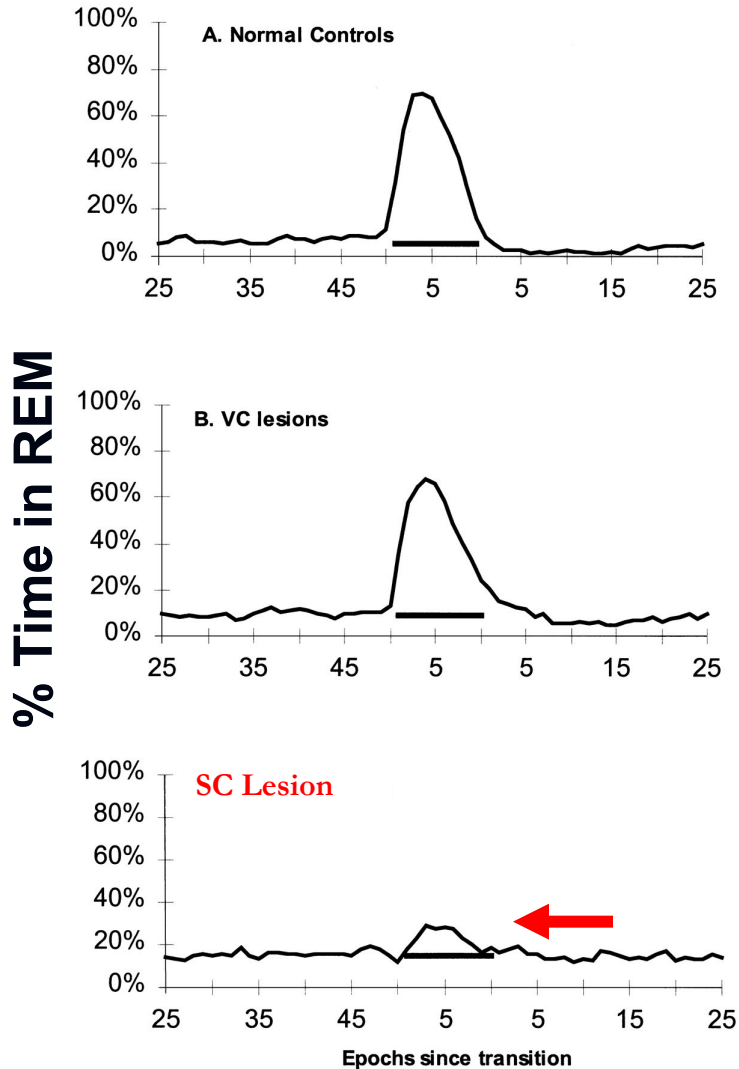 % Time in REM
A. Normal Controls
100%
80%
60%
40%
20%
0%
25 35 45 5 5 15 25
B. VC lesions
100%
80%
60%
40%
20%
0%
25 35 45 5 5 15 25
SC Lesion
100%
80%
60%
40%
20%
0%
25 35 45 5 5 15 25
Epochs since transition